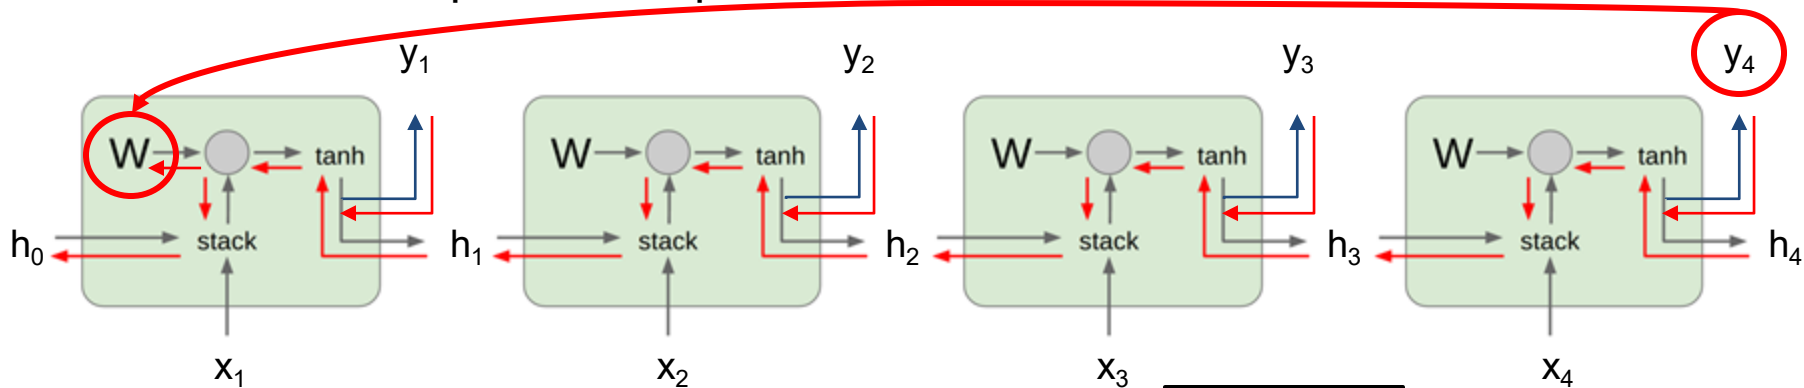 y1 y2 y3 y4
W tanh W tanh W tanh W tanh
h0 stack h1 stack h2 stack h3 stack h4
x1 x2 x3 x4